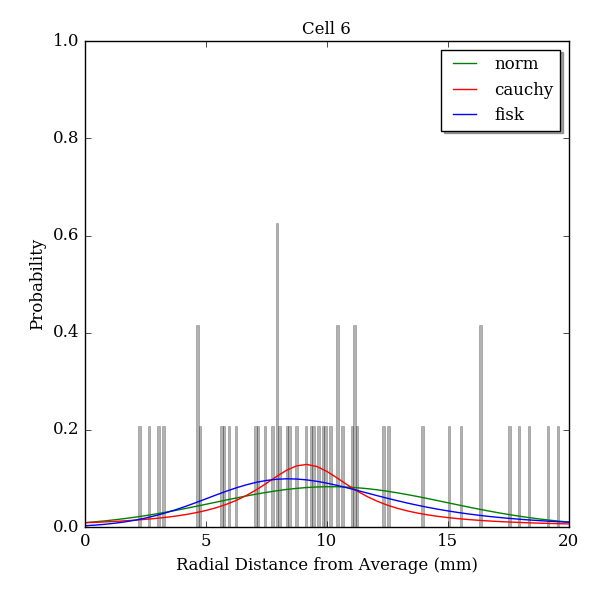 Cell 6
1.0
0.8
0.6
0.4
0.2
0.0
Probability
norm
cauchy
fisk
0 5 10 15 20
Radial Distance from Average (mm)